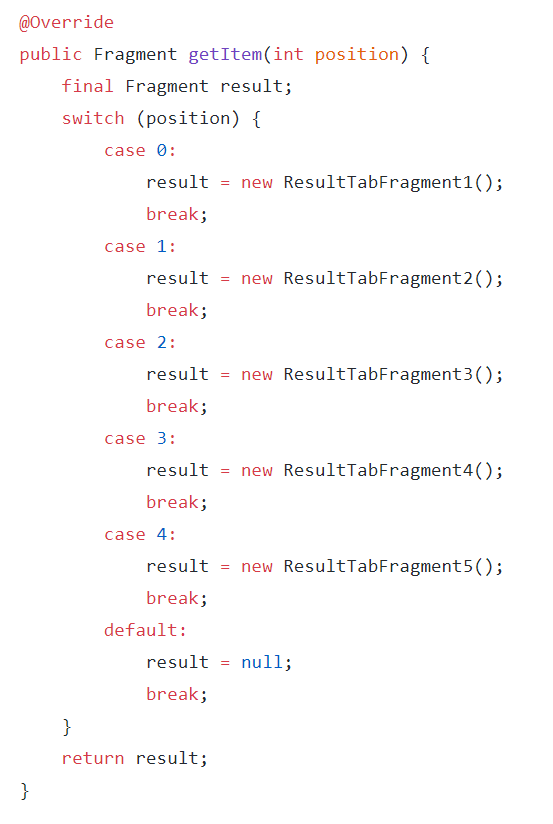 @Override
public Fragment getItem(int position) {
    final Fragment result;
    switch (position) {
        case 0:
            result = new ResultTabFragment1();
            break;
        case 1:
            result = new ResultTabFragment2();
            break;
        case 2:
            result = new ResultTabFragment3();
            break;
        case 3:
            result = new ResultTabFragment4();
            break;
        case 4:
            result = new ResultTabFragment5();
            break;
        default:
            result = null;
            break;
    }
    return result;
}